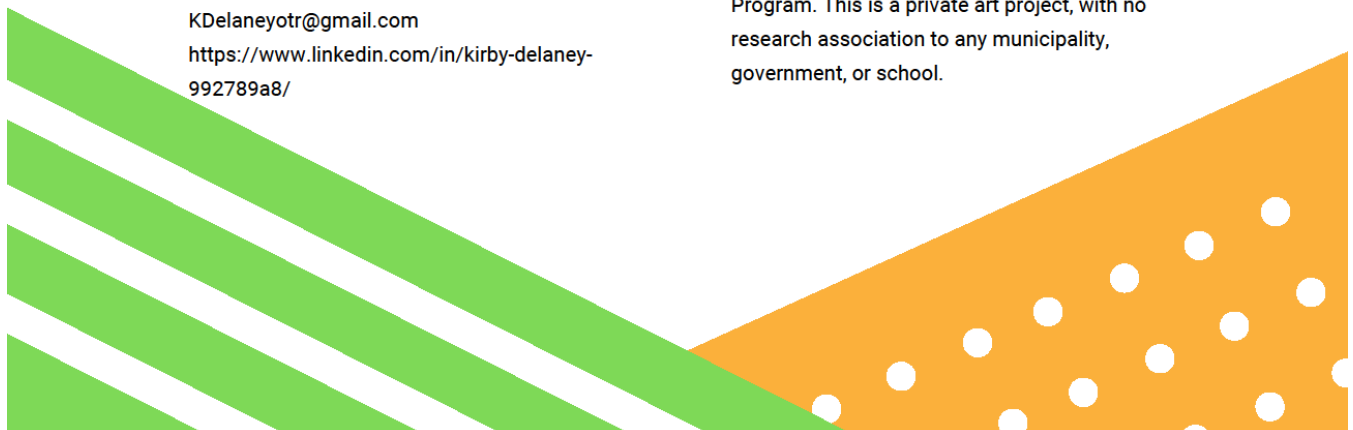 KDelaneyotr@gmail.com
https://www.linkedin.com/in/kirby-delaney-
992789a8/
Program. This is a private art project, with no
research association to any municipality,
government, or school.